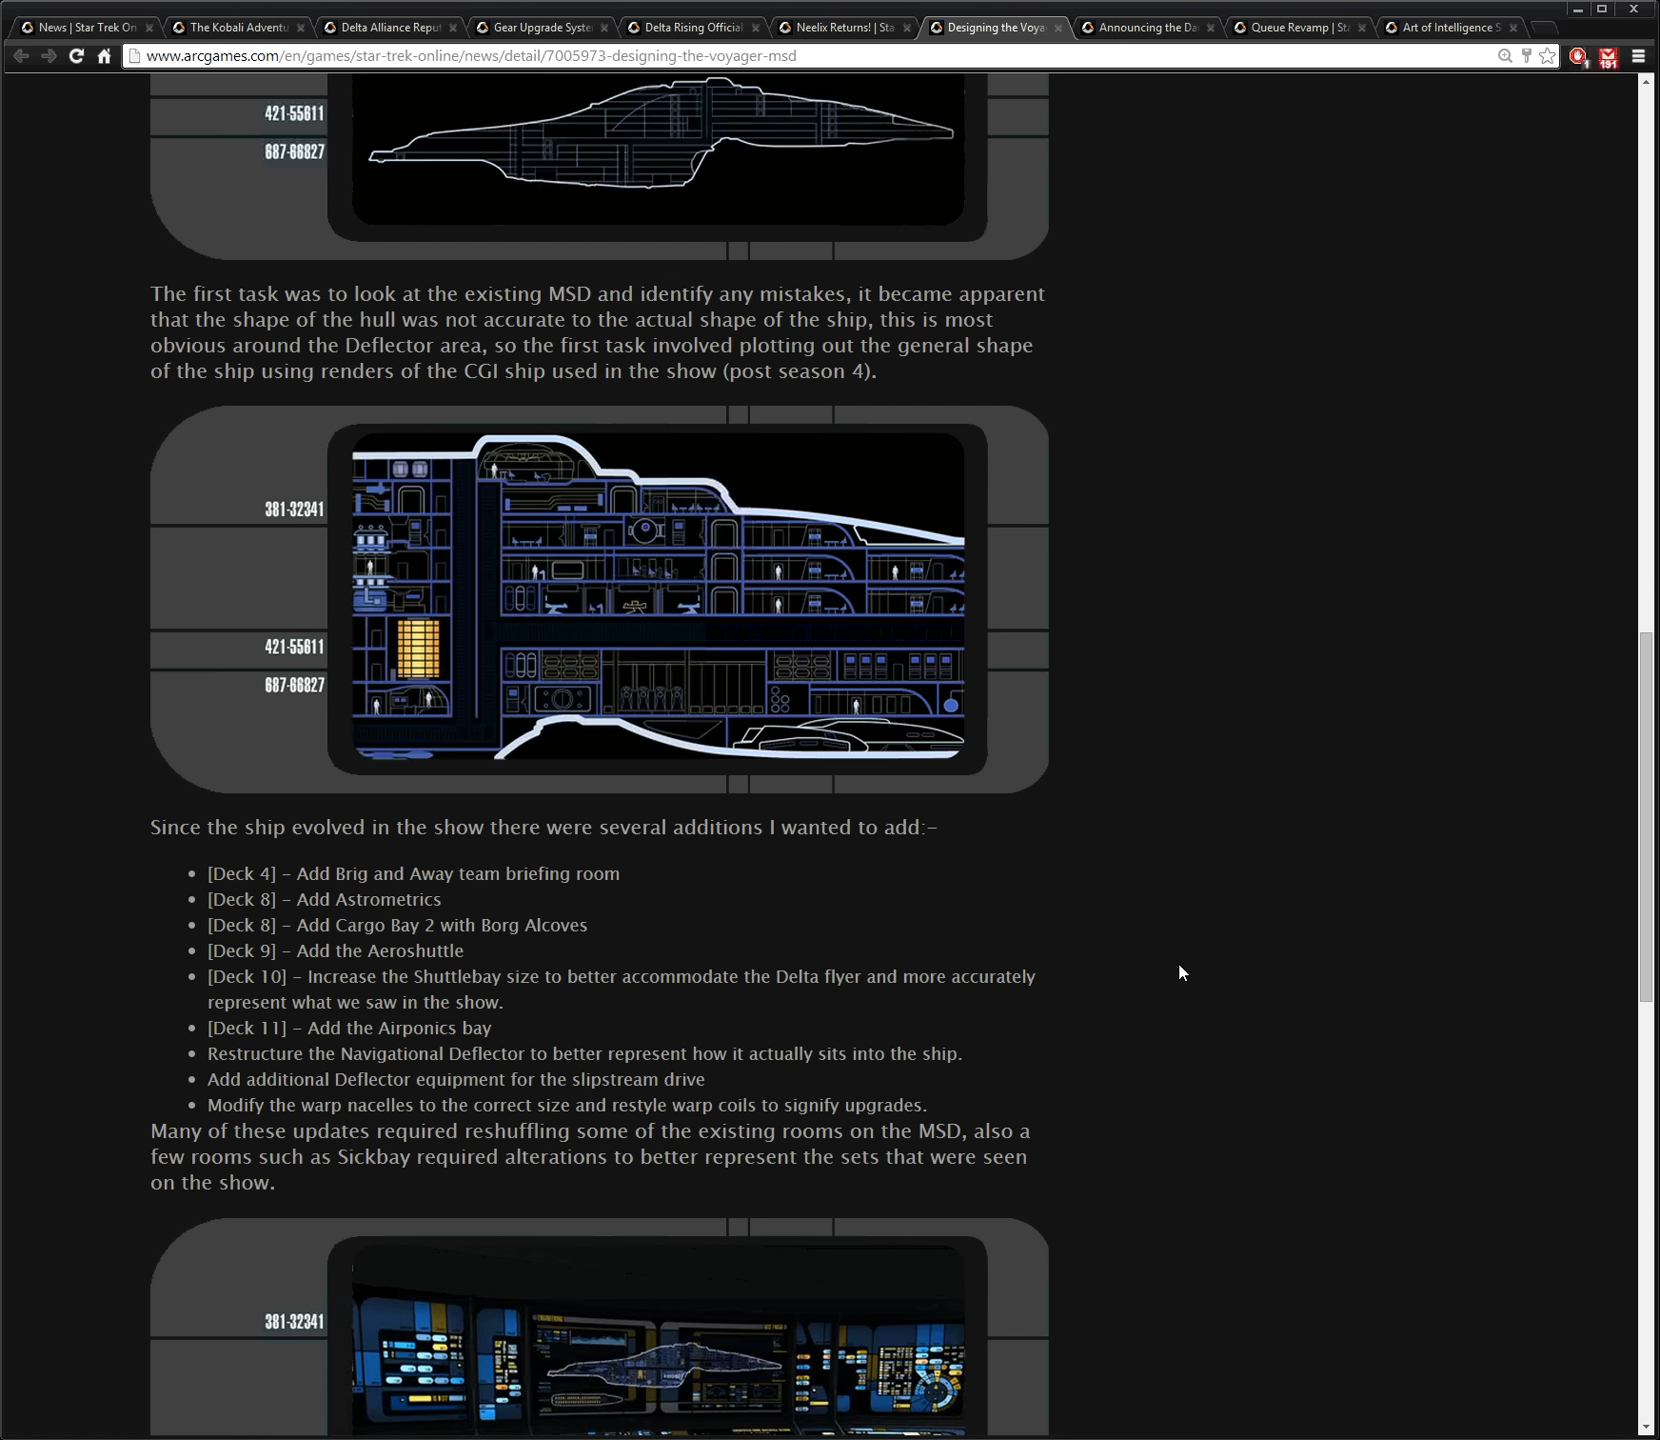 News | Star Trek On
The Kobali Adventu
Delta Alliance Repu
Gear Upgrade Syste
Delta Rising Official
Neelix Returns! | Sta
Designing the Voya
Announcing the Da
Queue Revamp | Sta
Art of Intelligence S
www.arcgames.com/en/games/star-trek-online/news/detail/7005973-designing-the-voyager-msd
1
191
421-55611
687-66827
The first task was to look at the existing MSD and identify any mistakes, it became apparent
that the shape of the hull was not accurate to the actual shape of the ship, this is most
obvious around the Deflector area, so the first task involved plotting out the general shape
of the ship using renders of the CGI ship used in the show (post season 4).
381-32341
421-55611
687-66827
Since the ship evolved in the show there were several additions I wanted to add:-
• [Deck 4] - Add Brig and Away team briefing room
• [Deck 8] - Add Astrometrics
• [Deck 8] - Add Cargo Bay 2 with Borg Alcoves
• [Deck 9] - Add the Aeroshuttle
• [Deck 10] - Increase the Shuttlebay size to better accommodate the Delta flyer and more accurately
represent what we saw in the show.
• [Deck 11] - Add the Airponics bay
• Restructure the Navigational Deflector to better represent how it actually sits into the ship.
• Add additional Deflector equipment for the slipstream drive
• Modify the warp nacelles to the correct size and restyle warp coils to signify upgrades.
Many of these updates required reshuffling some of the existing rooms on the MSD, also a
few rooms such as Sickbay required alterations to better represent the sets that were seen
on the show.
381-32341
ENGINEERING